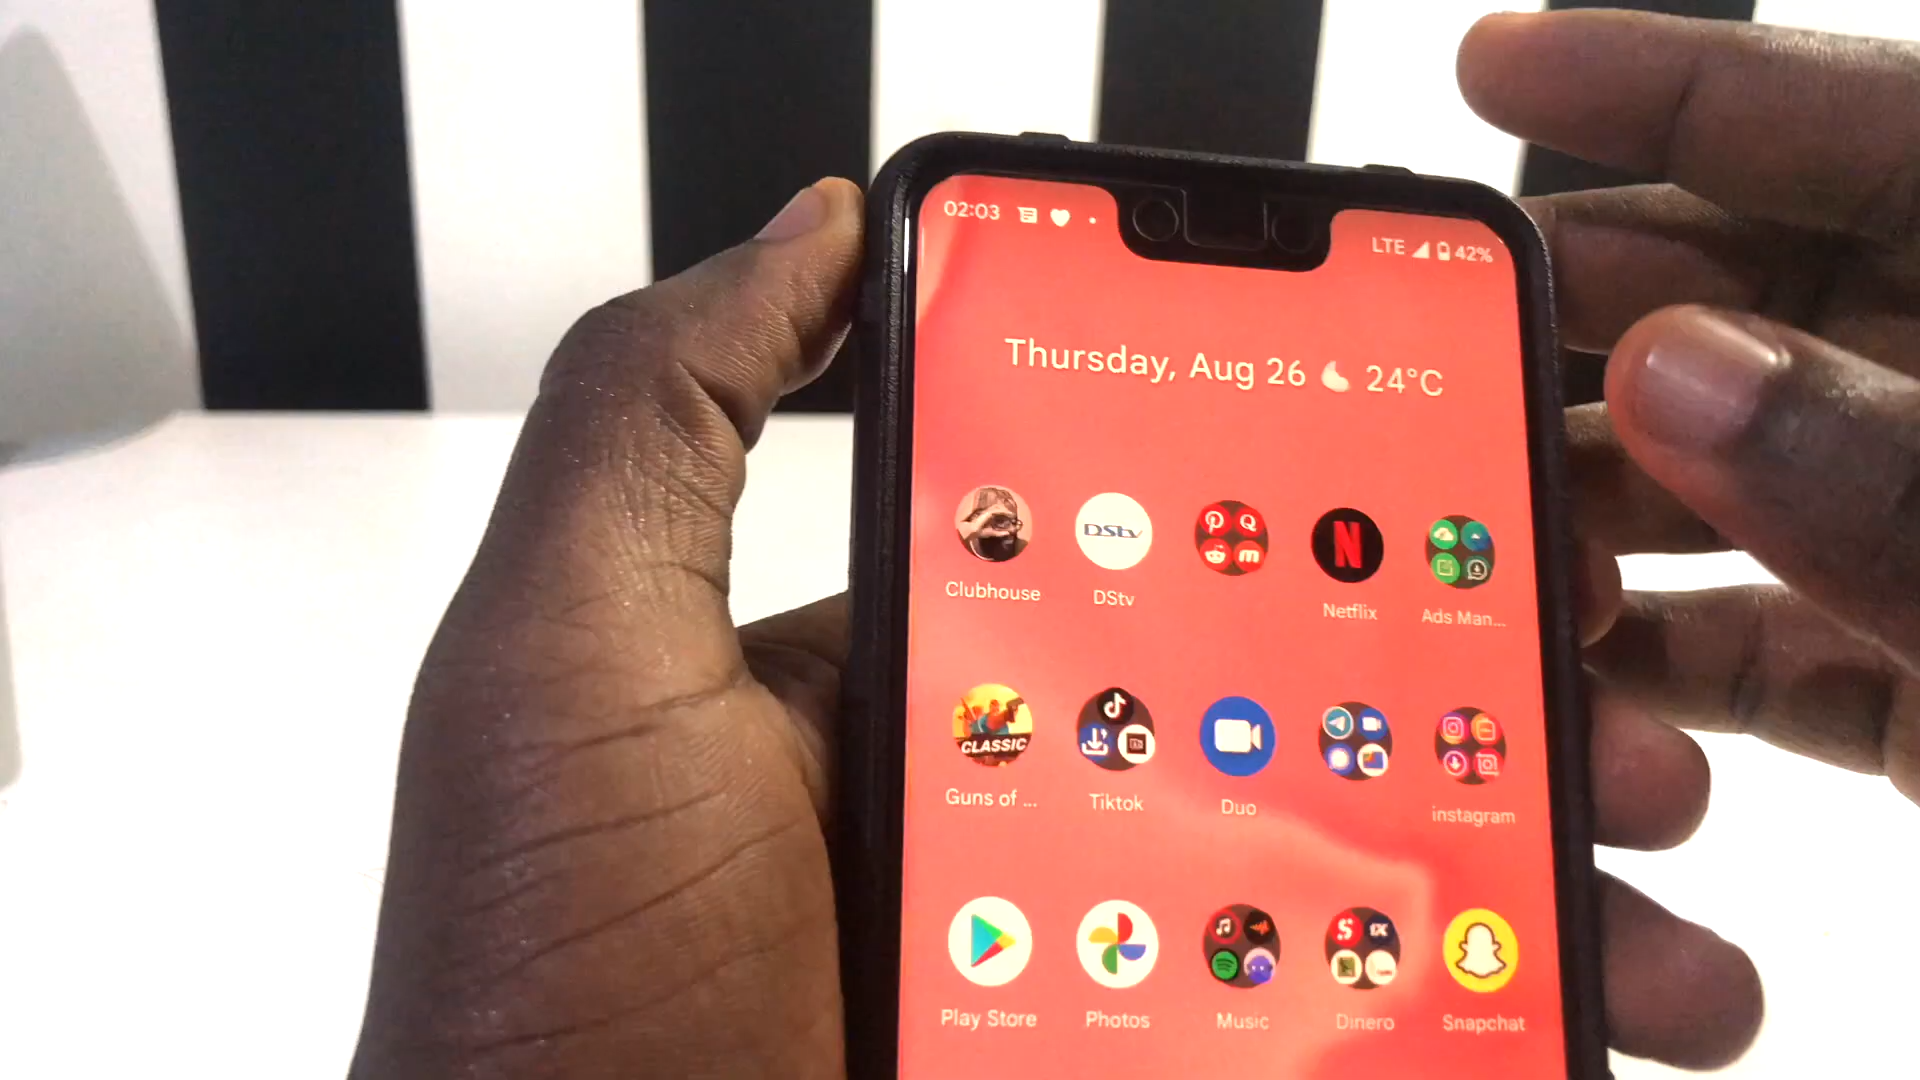 02:03
LTE 42%
Thursday, Aug 26 24°C
DStv
Clubhouse
DStv
Netflix
Ads Man...
CLASSIC
Guns of ...
Tiktok
Duo
instagram
Play Store
Photos
Music
Dinero
Snapchat